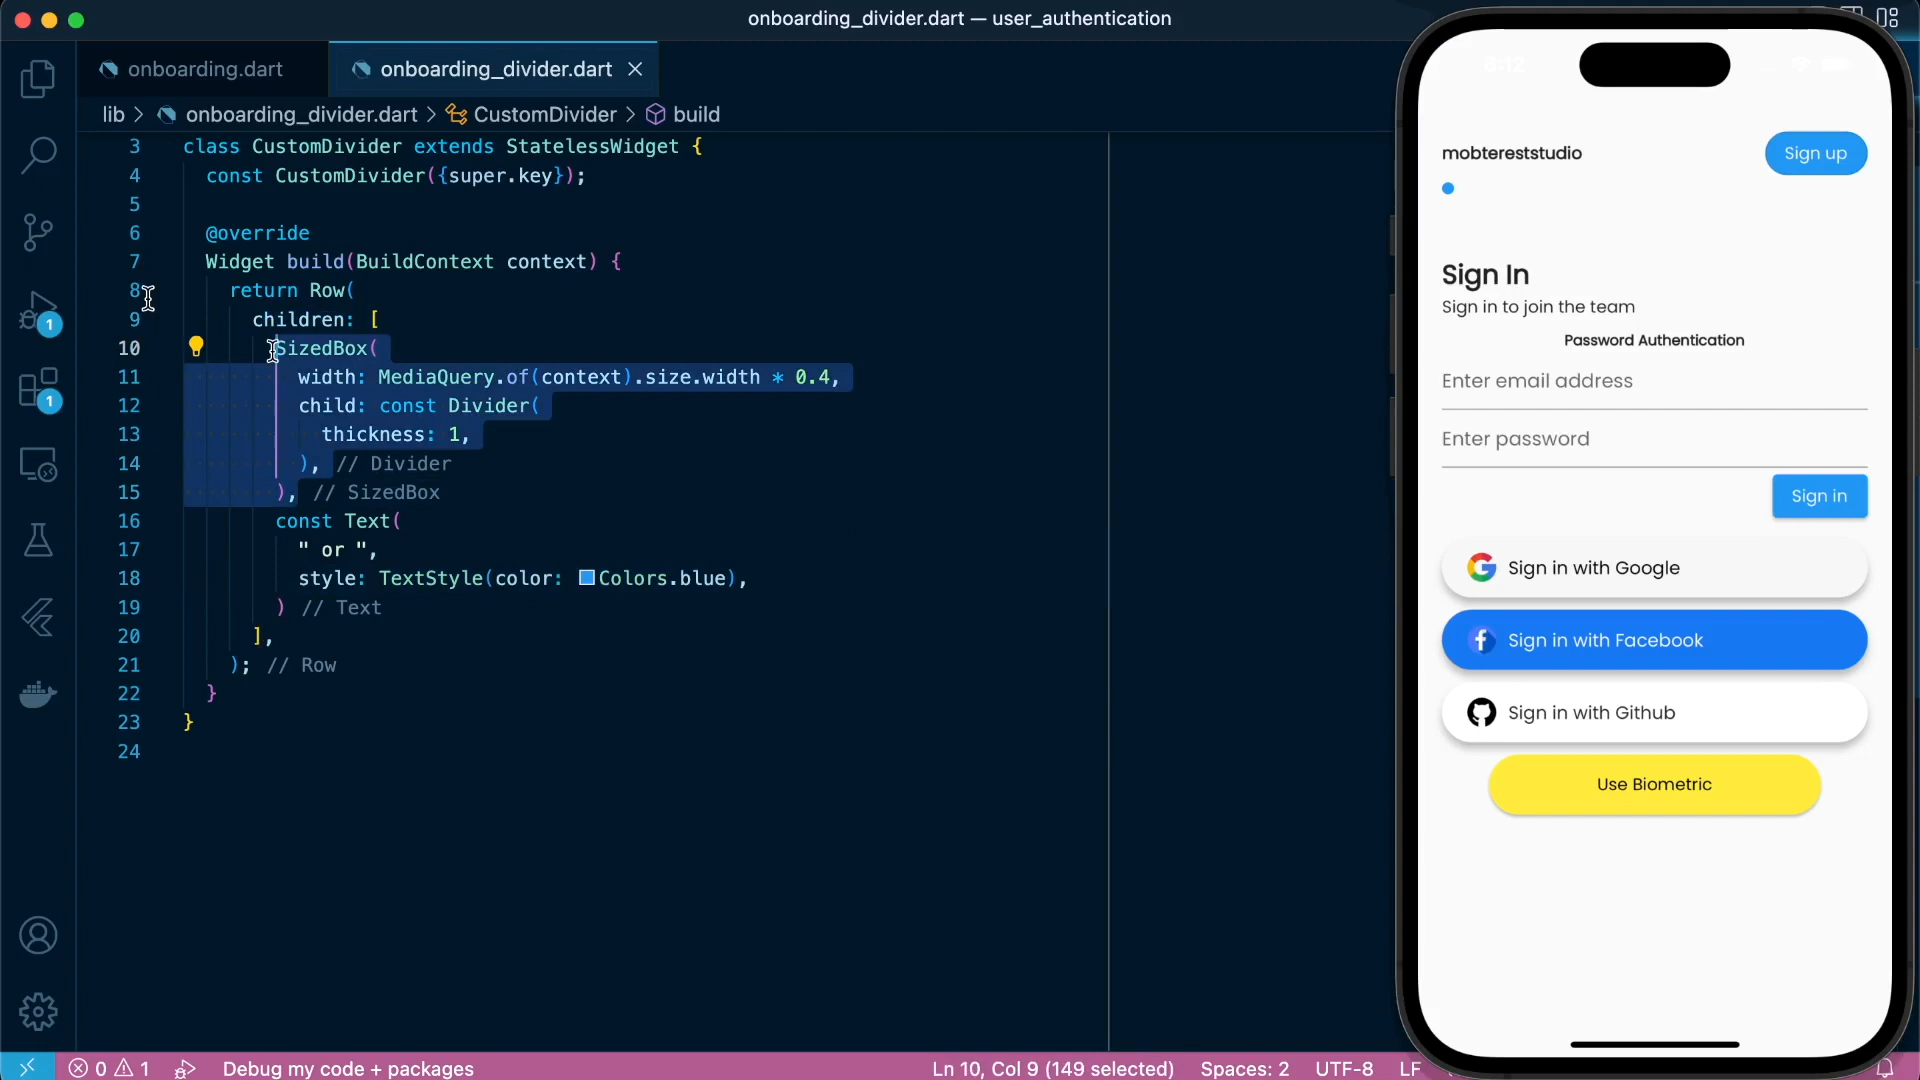 onboarding_divider.dart — user_authentication
onboarding.dart
onboarding_divider.dart
lib > onboarding_divider.dart > CustomDivider > build
3 class CustomDivider extends StatelessWidget {
4 const CustomDivider({super.key});
5
6 @override
7 Widget build(BuildContext context) {
8 return Row(
9 children: [
10 SizedBox(
11 width: MediaQuery.of(context).size.width * 0.4,
12 child: const Divider(
13 thickness: 1,
14 ), // Divider
15 ), // SizedBox
16 const Text(
17 " or ",
18 style: TextStyle(color: Colors.blue),
19 ) // Text
20 ],
21 ); // Row
22 }
23 }
24
1
1
0 1 Debug my code + packages
Ln 10, Col 9 (149 selected) Spaces: 2 UTF-8 LF
mobtereststudio
Sign up
Sign In
Sign in to join the team
Password Authentication
Enter email address
Enter password
Sign in
Sign in with Google
Sign in with Facebook
Sign in with Github
Use Biometric